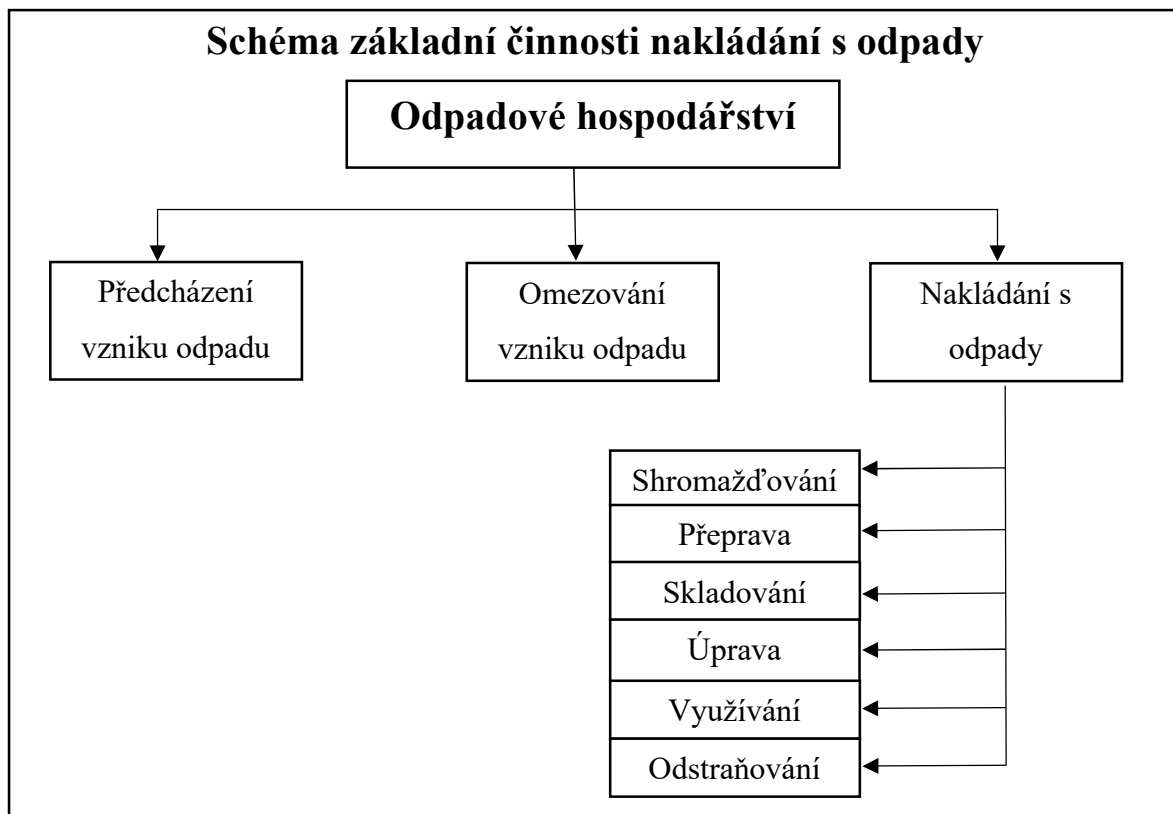 Schéma základní činnosti nakládání s odpady
Odpadové hospodářství
Předcházení
vzniku odpadu
Omezování
vzniku odpadu
Nakládání s
odpady
Shromažďování
Přeprava
Skladování
Úprava
Využívání
Odstraňování